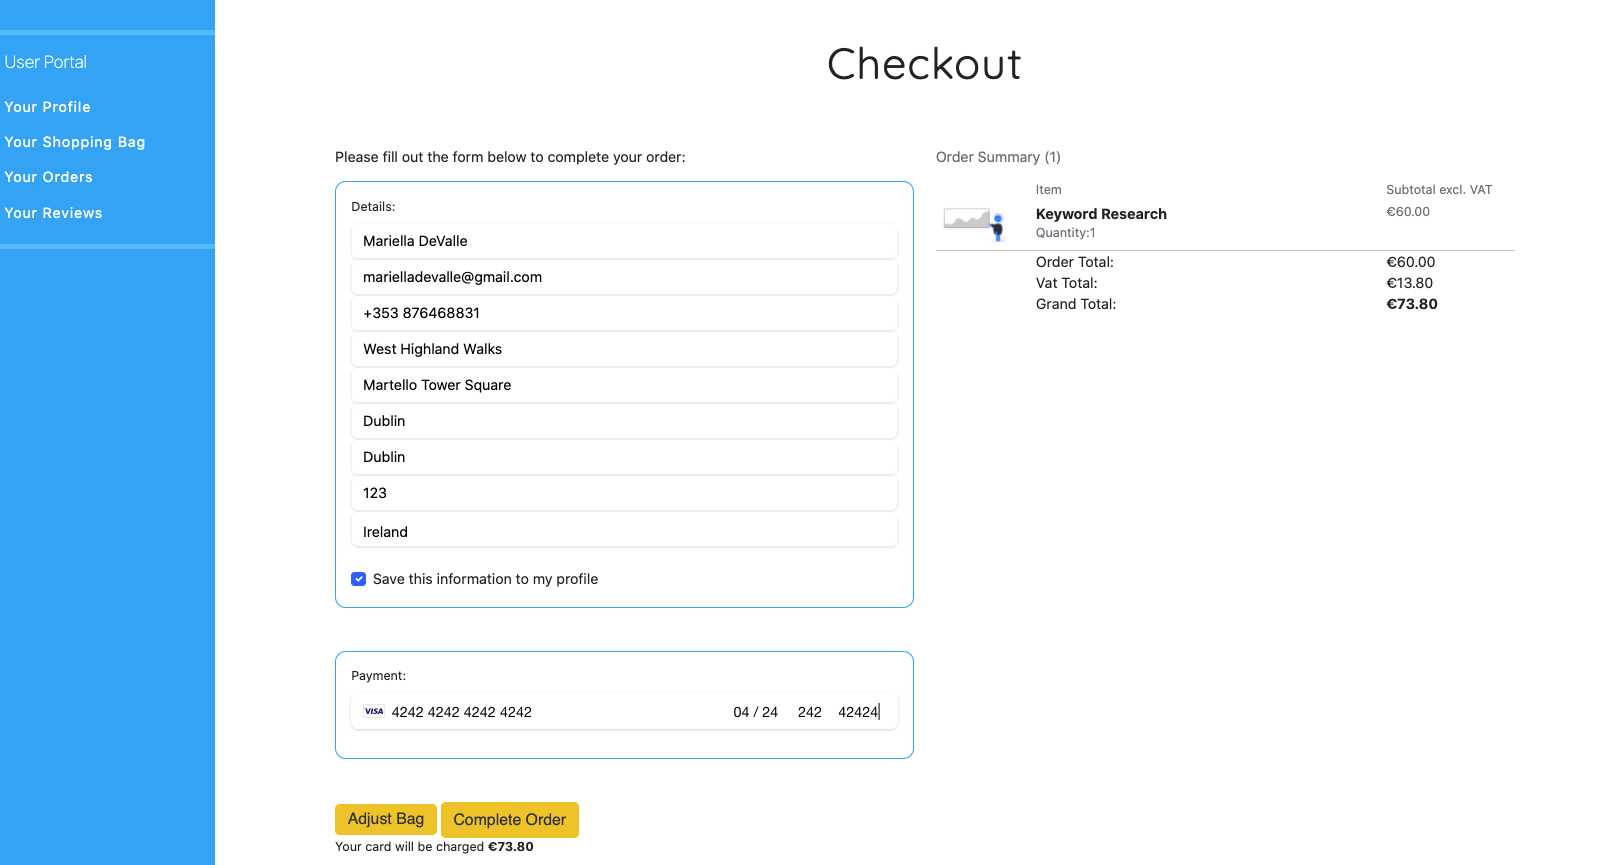 User Portal
Your Profile
Your Shopping Bag
Your Orders
Your Reviews
Checkout
Please fill out the form below to complete your order:
Details:
Mariella DeValle
marielladevalle@gmail.com
+353 876468831
West Highland Walks
Martello Tower Square
Dublin
Dublin
123
Ireland
Save this information to my profile
Payment:
VISA 4242 4242 4242 4242 04 / 24 242 42424
Adjust Bag Complete Order
Your card will be charged €73.80
Order Summary (1)
Item Subtotal excl. VAT
Keyword Research €60.00
Quantity:1
Order Total: €60.00
Vat Total: €13.80
Grand Total: €73.80